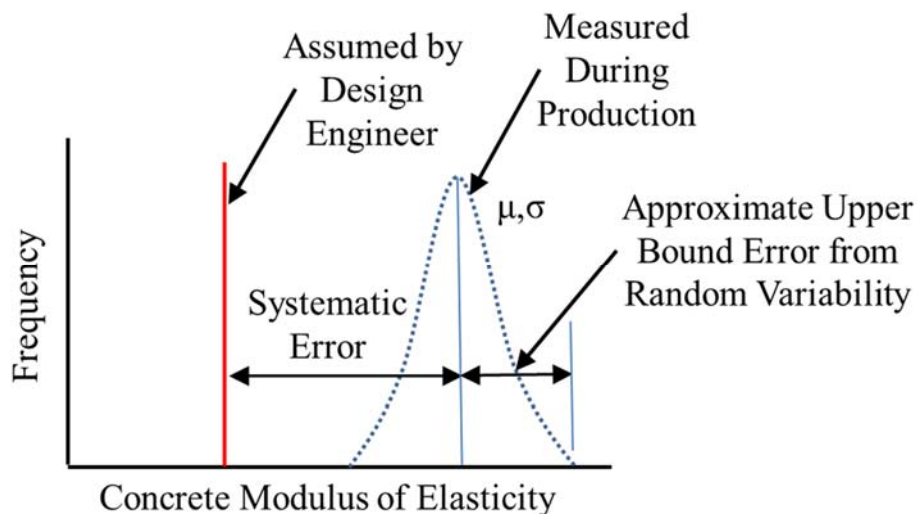 Assumed by
Design
Engineer
Measured
During
Production
μ,σ
Approximate Upper
Bound Error from
Random Variability
Systematic
Error
Frequency
Concrete Modulus of Elasticity